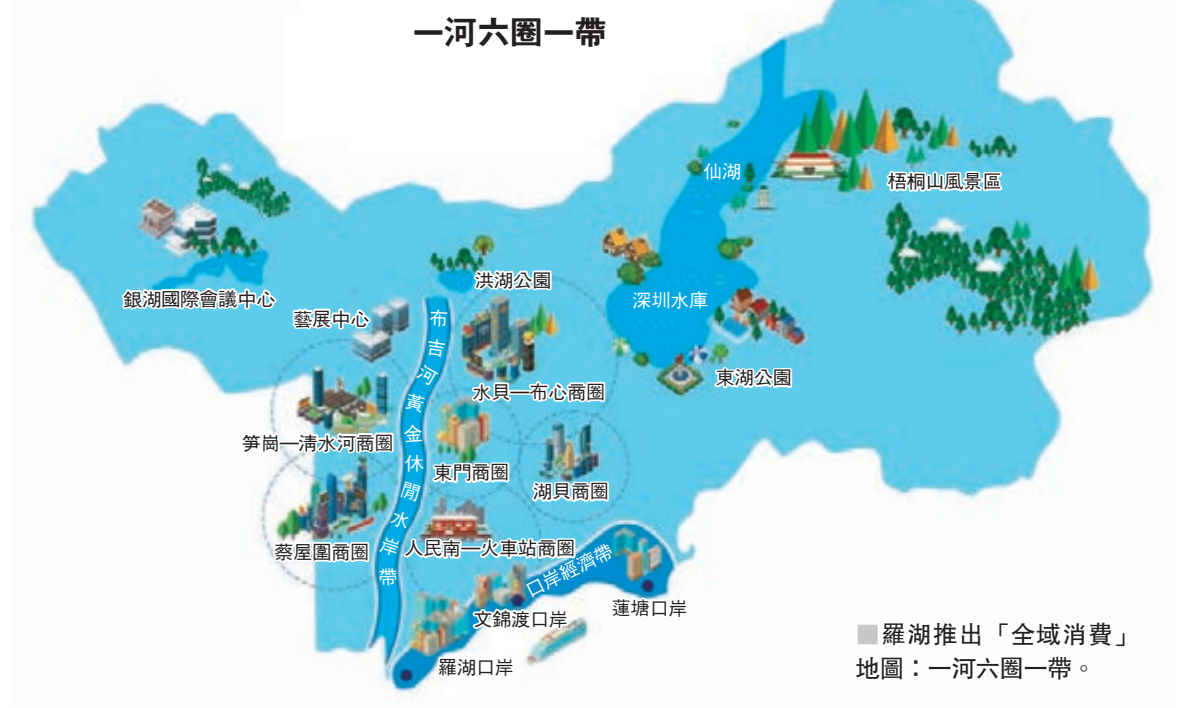 一河六圈一帶
仙湖
梧桐山風景區
銀湖國際會議中心
洪湖公園
深圳水庫
藝展中心
布吉河黃金休閒水岸帶
東湖公園
水貝—布心商圈
笋崗—清水河商圈
東門商圈
湖貝商圈
蔡屋圍商圈
人民南—火車站商圈
口岸經濟帶
蓮塘口岸
文錦渡口岸
羅湖口岸
■羅湖推出「全域消費」
地圖：一河六圈一帶。